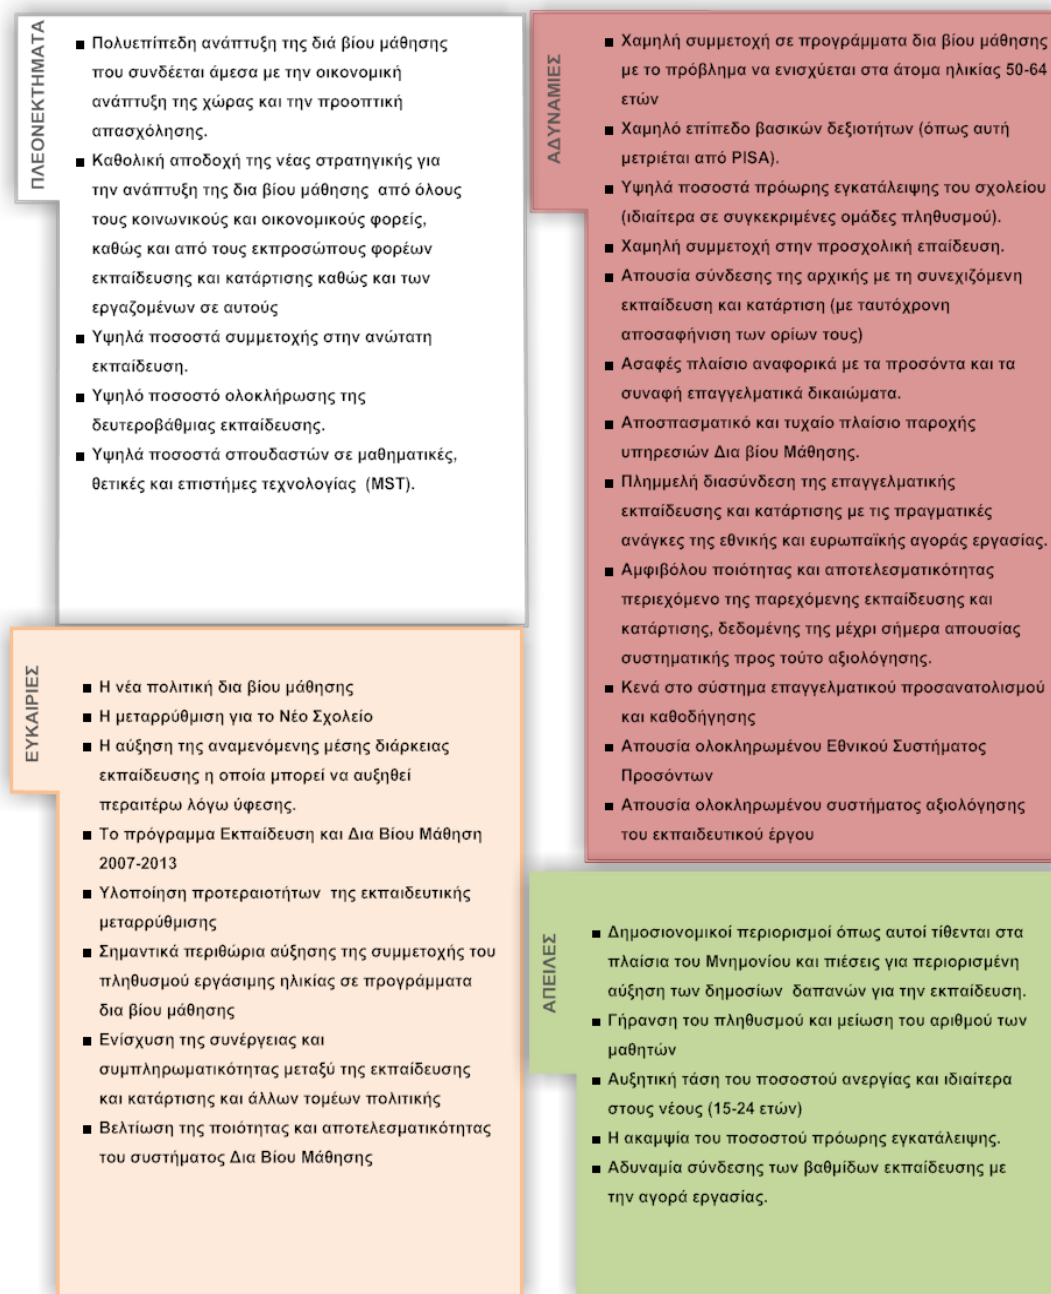 ΠΛΕΟΝΕΚΤΗΜΑΤΑ
■ Πολυεπίπεδη ανάπτυξη της διά βίου μάθησης
που συνδέεται άμεσα με την οικονομική
ανάπτυξη της χώρας και την προοπτική
απασχόλησης.
■ Καθολική αποδοχή της νέας στρατηγικής για
την ανάπτυξη της δια βίου μάθησης από όλους
τους κοινωνικούς και οικονομικούς φορείς,
καθώς και από τους εκπροσώπους φορέων
εκπαίδευσης και κατάρτισης καθώς και των
εργαζομένων σε αυτούς
■ Υψηλά ποσοστά συμμετοχής στην ανώτατη
εκπαίδευση.
■ Υψηλό ποσοστό ολοκλήρωσης της
δευτεροβάθμιας εκπαίδευσης.
■ Υψηλά ποσοστά σπουδαστών σε μαθηματικές,
θετικές και επιστήμες τεχνολογίας (MST).
ΑΔΥΝΑΜΙΕΣ
■ Χαμηλή συμμετοχή σε προγράμματα δια βίου μάθησης
με το πρόβλημα να ενισχύεται στα άτομα ηλικίας 50-64
ετών
■ Χαμηλό επίπεδο βασικών δεξιοτήτων (όπως αυτή
μετριέται από PISA).
■ Υψηλά ποσοστά πρόωρης εγκατάλειψης του σχολείου
(ιδιαίτερα σε συγκεκριμένες ομάδες πληθυσμού).
■ Χαμηλή συμμετοχή στην προσχολική επαίδευση.
■ Απουσία σύνδεσης της αρχικής με τη συνεχιζόμενη
εκπαίδευση και κατάρτιση (με ταυτόχρονη
αποσαφήνιση των ορίων τους)
■ Ασαφές πλαίσιο αναφορικά με τα προσόντα και τα
συναφή επαγγελματικά δικαιώματα.
■ Αποσπασματικό και τυχαίο πλαίσιο παροχής
υπηρεσιών Δια βίου Μάθησης.
■ Πλημμελή διασύνδεση της επαγγελματικής
εκπαίδευσης και κατάρτισης με τις πραγματικές
ανάγκες της εθνικής και ευρωπαϊκής αγοράς εργασίας.
■ Αμφιβόλου ποιότητας και αποτελεσματικότητας
περιεχόμενο της παρεχόμενης εκπαίδευσης και
κατάρτισης, δεδομένης της μέχρι σήμερα απουσίας
συστηματικής προς τούτο αξιολόγησης.
■ Κενά στο σύστημα επαγγελματικού προσανατολισμού
και καθοδήγησης
■ Απουσία ολοκληρωμένου Εθνικού Συστήματος
Προσόντων
■ Απουσία ολοκληρωμένου συστήματος αξιολόγησης
του εκπαιδευτικού έργου
ΕΥΚΑΙΡΙΕΣ
■ Η νέα πολιτική δια βίου μάθησης
■ Η μεταρρύθμιση για το Νέο Σχολείο
■ Η αύξηση της αναμενόμενης μέσης διάρκειας
εκπαίδευσης η οποία μπορεί να αυξηθεί
περαιτέρω λόγω ύφεσης.
■ Το πρόγραμμα Εκπαίδευση και Δια Βίου Μάθηση
2007-2013
■ Υλοποίηση προτεραιοτήτων της εκπαιδευτικής
μεταρρύθμισης
■ Σημαντικά περιθώρια αύξησης της συμμετοχής του
πληθυσμού εργάσιμης ηλικίας σε προγράμματα
δια βίου μάθησης
■ Ενίσχυση της συνέργειας και
συμπληρωματικότητας μεταξύ της εκπαίδευσης
και κατάρτισης και άλλων τομέων πολιτικής
■ Βελτίωση της ποιότητας και αποτελεσματικότητας
του συστήματος Δια Βίου Μάθησης
ΑΠΕΙΛΕΣ
■ Δημοσιονομικοί περιορισμοί όπως αυτοί τίθενται στα
πλαίσια του Μνημονίου και πιέσεις για περιορισμένη
αύξηση των δημοσίων δαπανών για την εκπαίδευση.
■ Γήρανση του πληθυσμού και μείωση του αριθμού των
μαθητών
■ Αυξητική τάση του ποσοστού ανεργίας και ιδιαίτερα
στους νέους (15-24 ετών)
■ Η ακαμψία του ποσοστού πρόωρης εγκατάλειψης.
■ Αδυναμία σύνδεσης των βαθμίδων εκπαίδευσης με
την αγορά εργασίας.